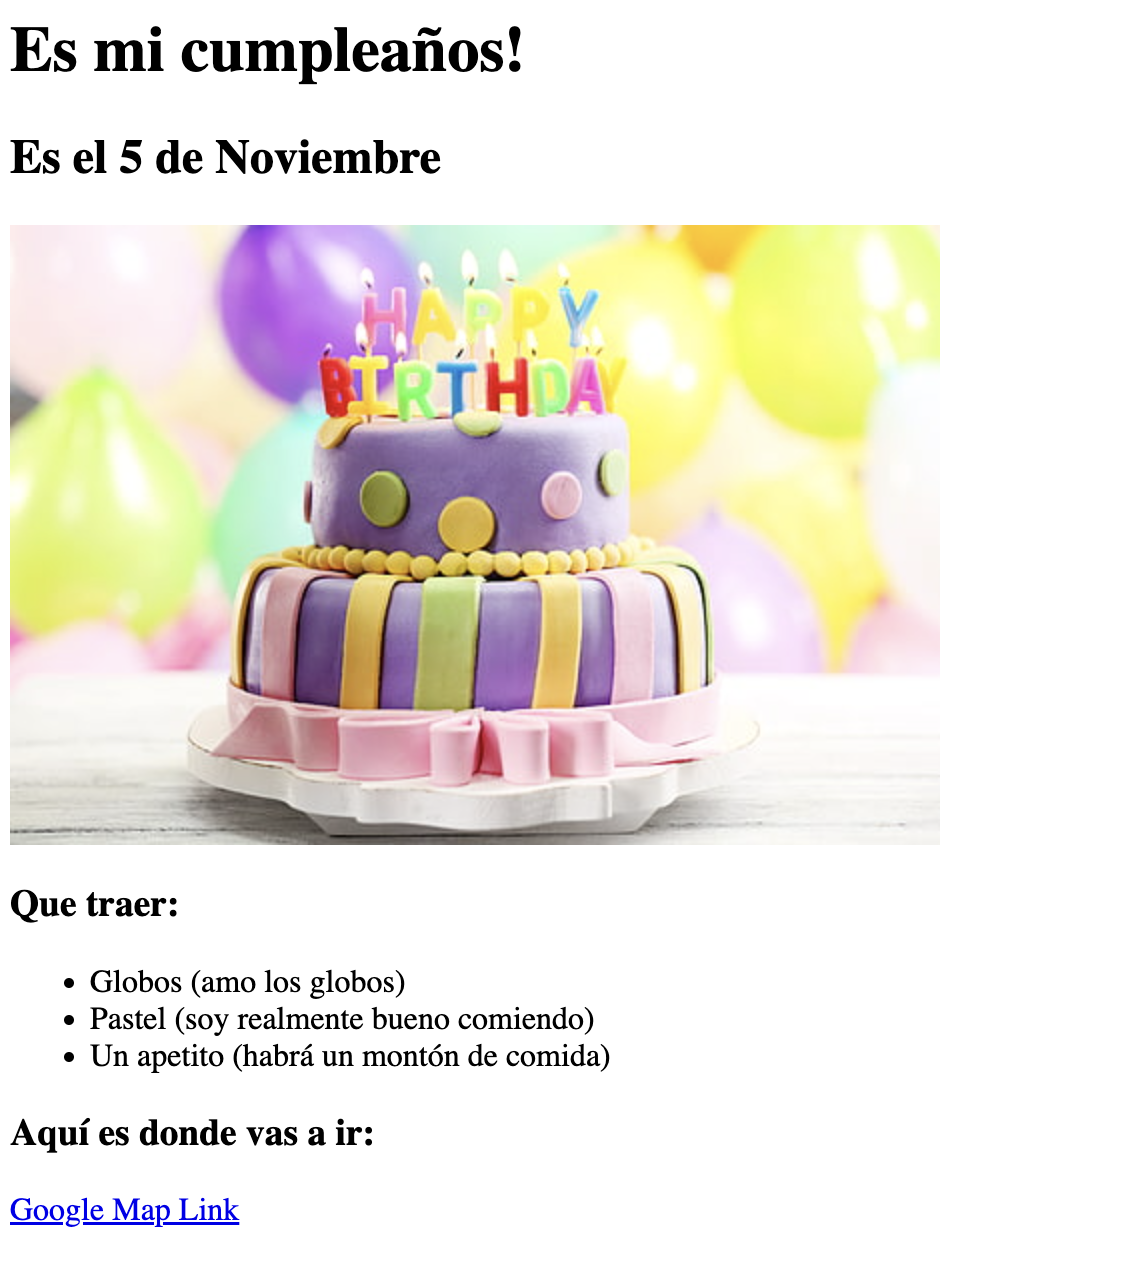 Es mi cumpleaños!
Es el 5 de Noviembre
HAPPY
BIRTHDAY
Que traer:
Globos (amo los globos)
Pastel (soy realmente bueno comiendo)
Un apetito (habrá un montón de comida)
Aquí es donde vas a ir:
Google Map Link